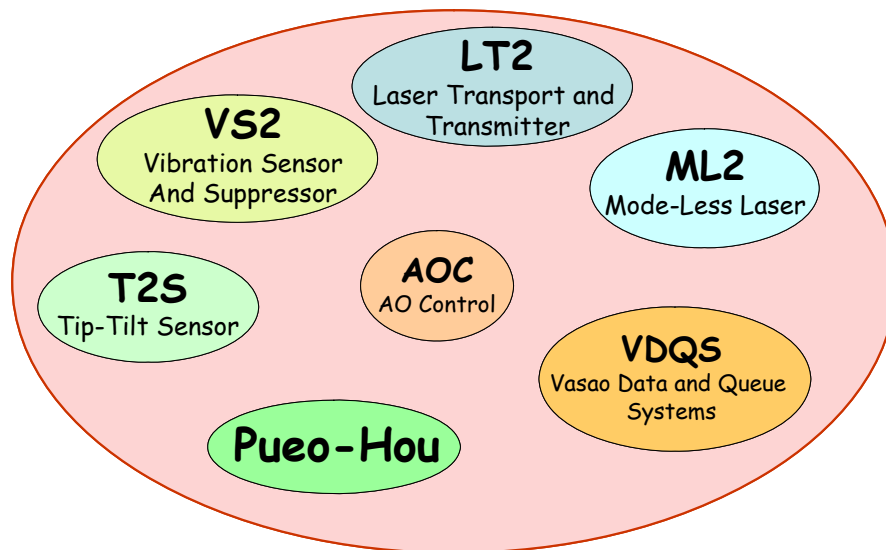 LT2
Laser Transport and
Transmitter
VS2
Vibration Sensor
And Suppressor
ML2
Mode-Less Laser
AOC
AO Control
T2S
Tip-Tilt Sensor
VDQS
Vasao Data and Queue
Systems
Pueo-Hou